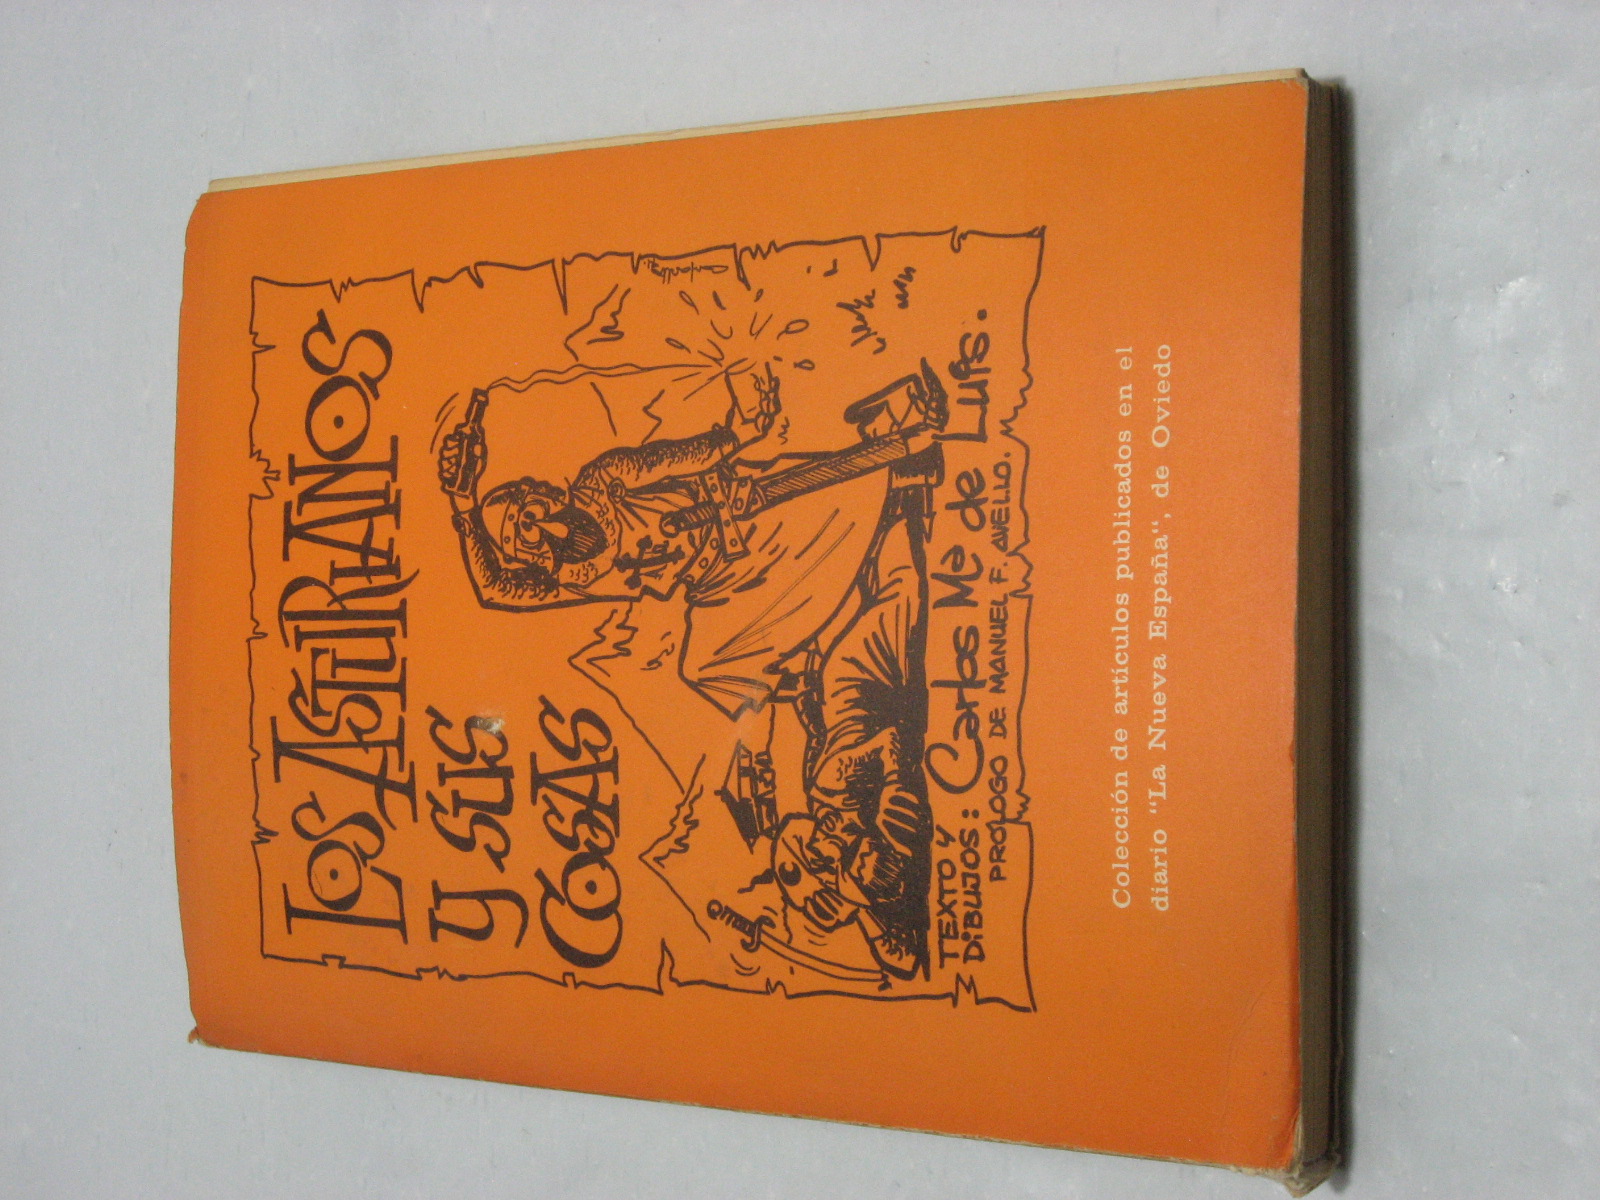 LOS ASTURIANOS
Y SUS
COSAS
TEXTO Y
DIBUJOS: Carlos Mª de Luis.
PROLOGO DE MANUEL F. AVELLO.
Colección de artículos publicados en el
diario "La Nueva España", de Oviedo